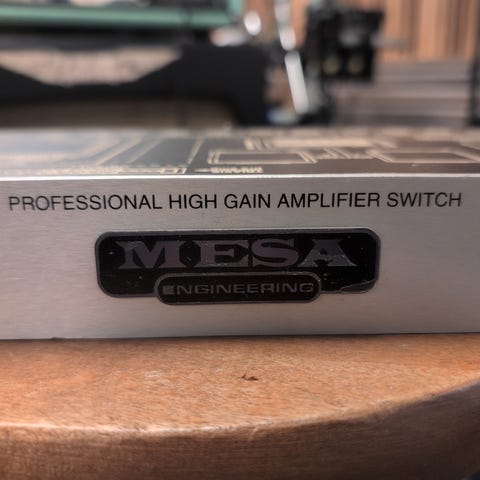 PROFESSIONAL HIGH GAIN AMPLIFIER SWITCH
MESA
ENGINEERING